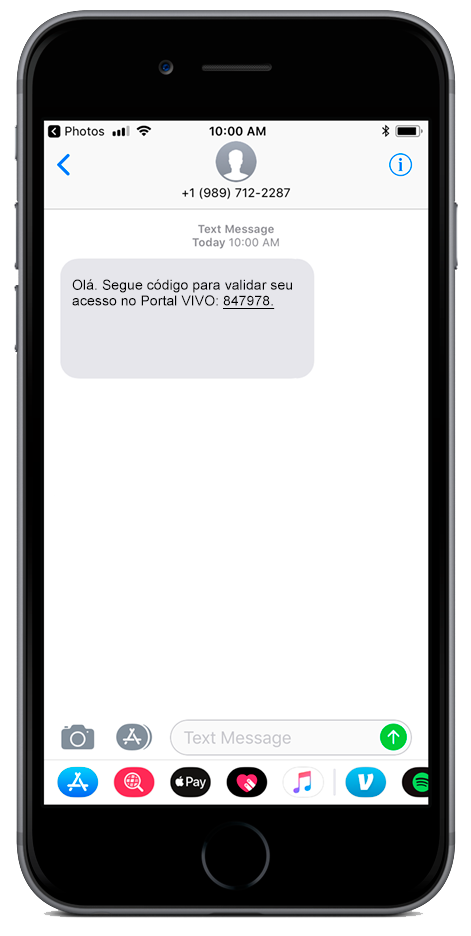 Photos
10:00 AM
+1 (989) 712-2287
Text Message
Today 10:00 AM
Olá. Segue código para validar seu
acesso no Portal VIVO: 847978.
Text Message
Pay